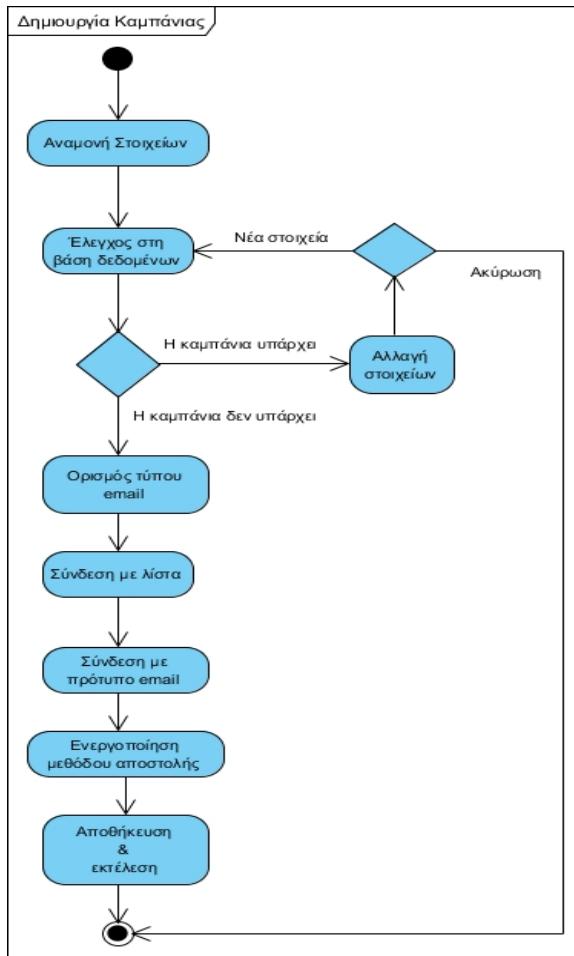 Δημιουργία Καμπάνιας
Αναμονή Στοιχείων
Έλεγχος στη
βάση δεδομένων
Νέα στοιχεία
Ακύρωση
Η καμπάνια υπάρχει
Αλλαγή
στοιχείων
Η καμπάνια δεν υπάρχει
Ορισμός τύπου
email
Σύνδεση με λίστα
Σύνδεση με
πρότυπο email
Ενεργοποίηση
μεθόδου αποστολής
Αποθήκευση
&
εκτέλεση